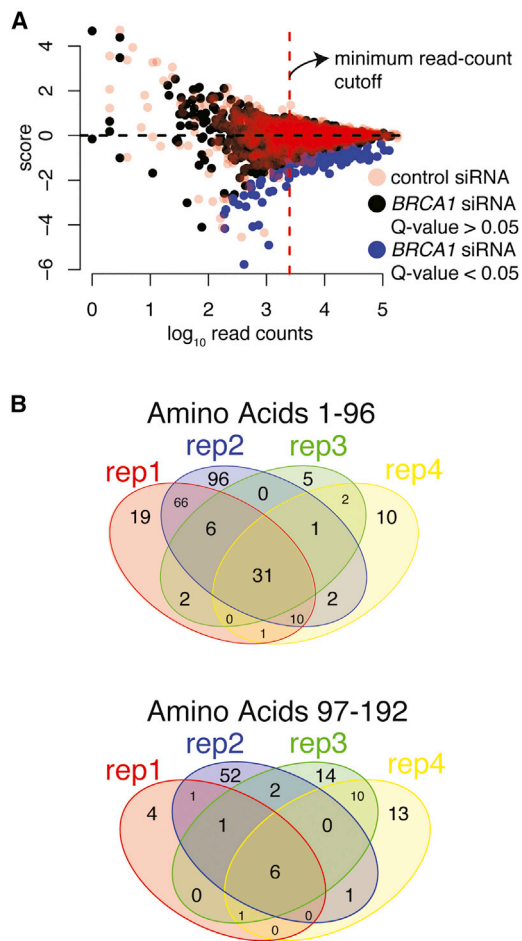 A
minimum read-count
cutoff
4
2
0
−2
−4
−6
score
control siRNA
BRCA1 siRNA
Q-value > 0.05
BRCA1 siRNA
Q-value < 0.05
0 1 2 3 4 5
log10 read counts
B
Amino Acids 1-96
rep1 rep2 rep3 rep4
96 5
66 0 2
19 6 1 10
31
2 2
0 10
1
Amino Acids 97-192
rep1 rep2 rep3 rep4
52 14
1 2 10
4 1 0 13
6
0 1
1 0
0